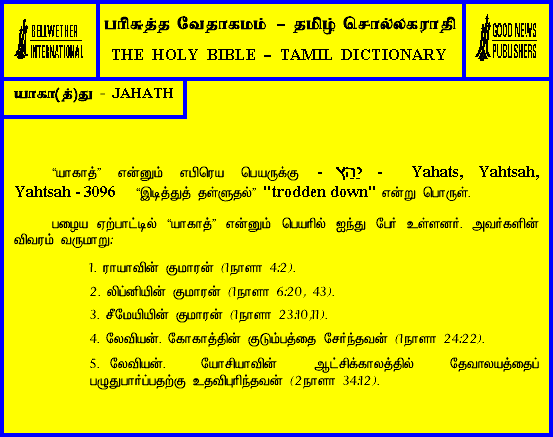 BELLWETHER
INTERNATIONAL
பரிசுத்த வேதாகமம் – தமிழ் சொல்லகராதி
THE HOLY BIBLE – TAMIL DICTIONARY
GOOD NEWS
PUBLISHERS
யாகா(த்)து - JAHATH
“யாகாத்” என்னும் எபிரெய பெயருக்கு - יהץ - Yahats, Yahtsah,
Yahtsah - 3096 “இடித்துத் தள்ளுதல்” "trodden down" என்று பொருள்.
பழைய ஏற்பாட்டில் “யாகாத்” என்னும் பெயரில் ஐந்து பேர் உள்ளனர். அவர்களின்
விவரம் வருமாறு:
1. ராயாவின் குமாரன் (1நாளா 4:2).
2. லிப்னியின் குமாரன் (1நாளா 6:20, 43).
3. சீமேயியின் குமாரன் (1நாளா 23:10,11).
4. லேவியன். கோகாத்தின் குடும்பத்தை சேர்ந்தவன் (1நாளா 24:22).
5. லேவியன். யோசியாவின் ஆட்சிக்காலத்தில் தேவாலயத்தைப்
பழுதுபார்ப்பதற்கு உதவிபுரிந்தவன் (2நாளா 34:12).